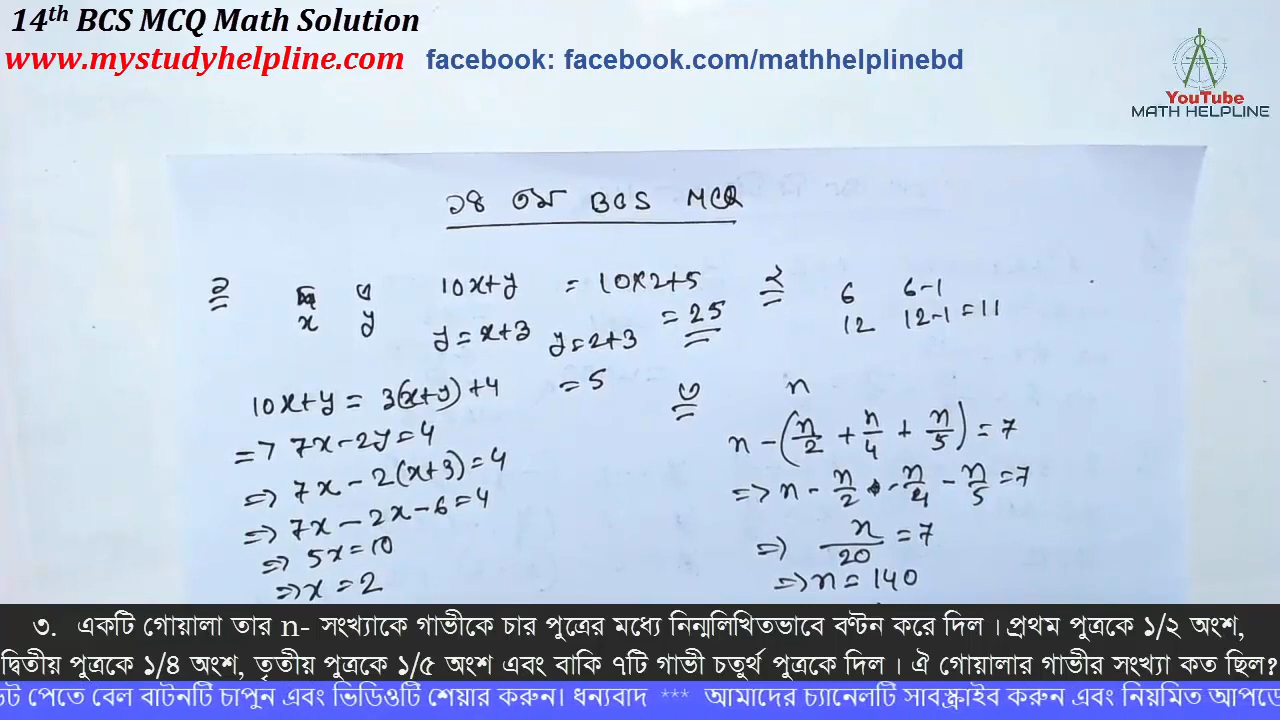 14th BCS MCQ Math Solution
www.mystudyhelpline.com facebook: facebook.com/mathhelplinebd
YouTube
MATH HELPLINE
১৪ তম BCS MCQ
১
x y
10x+y = 10×2+5
= 25
y=x+3 y=2+3
= 5
10x+y = 3(x+y)+4
=> 7x-2y=4
=> 7x-2(x+3)=4
=> 7x-2x-6=4
=> 5x=10
=> x=2
২
6 6-1
12 12-1=11
৩
n
n-(n/2+n/4+n/5)=7
=> n-n/2-n/4-n/5=7
=> n/20=7
=> n=140
৩. একটি গোয়ালা তার n- সংখ্যাকে গাভীকে চার পুত্রের মধ্যে নিন্মলিখিতভাবে বণ্টন করে দিল। প্রথম পুত্রকে ১/২ অংশ,
দ্বিতীয় পুত্রকে ১/৪ অংশ, তৃতীয় পুত্রকে ১/৫ অংশ এবং বাকি ৭টি গাভী চতুর্থ পুত্রকে দিল। ঐ গোয়ালার গাভীর সংখ্যা কত ছিল?
পেতে বেল বাটনটি চাপুন এবং ভিডিওটি শেয়ার করুন। ধন্যবাদ *** আমাদের চ্যানেলটি সাবস্ক্রাইব করুন এবং নিয়মিত আপডে